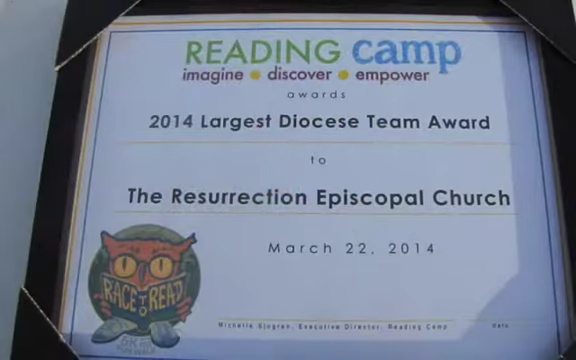 READING camp
imagine • discover • empower
awards
2014 Largest Diocese Team Award
to
The Resurrection Episcopal Church
March 22, 2014
RACE TO READ
5K
Michelle Sjogren, Executive Director, Reading Camp
Date